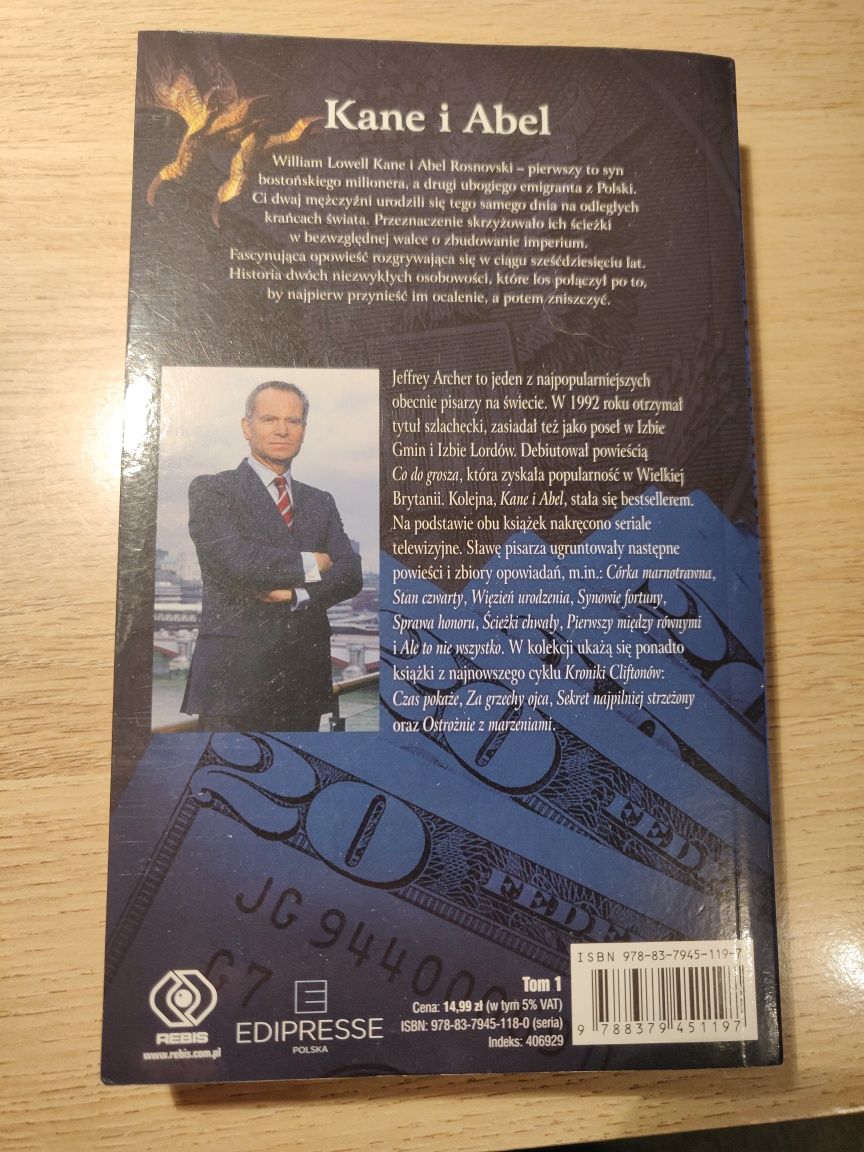 Kane i Abel
William Lowell Kane i Abel Rosnovski – pierwszy to syn
bostońskiego milionera, a drugi ubogiego emigranta z Polski.
Ci dwaj mężczyźni urodzili się tego samego dnia na odległych
krańcach świata. Przeznaczenie skrzyżowało ich ścieżki
w bezwzględnej walce o zbudowanie imperium.
Fascynująca opowieść rozgrywająca się w ciągu sześćdziesięciu lat.
Historia dwóch niezwykłych osobowości, które los połączył po to,
by najpierw przynieść im ocalenie, a potem zniszczyć.
Jeffrey Archer to jeden z najpopularniejszych
obecnie pisarzy na świecie. W 1992 roku otrzymał
tytuł szlachecki, zasiadał też jako poseł w Izbie
Gmin i Izbie Lordów. Debiutował powieścią
Co do grosza, która zyskała popularność w Wielkiej
Brytanii. Kolejna, Kane i Abel, stała się bestsellerem.
Na podstawie obu książek nakręcono seriale
telewizyjne. Sławę pisarza ugruntowały następne
powieści i zbiory opowiadań, m.in.: Córka marnotrawna,
Stan czwarty, Więzień urodzenia, Synowie fortuny,
Sprawa honoru, Ścieżki chwały, Pierwszy między równymi
i Ale to nie wszystko. W kolekcji ukażą się ponadto
książki z najnowszego cyklu Kroniki Cliftonów:
Czas pokaże, Za grzechy ojca, Sekret najpilniej strzeżony
oraz Ostrożnie z marzeniami.
20
FED
20
FEDE
JG 944000
G7
REBIS
www.rebis.com.pl
EDIPRESSE
POLSKA
Tom 1
Cena: 14,99 zł (w tym 5% VAT)
ISBN: 978-83-7945-118-0 (seria)
Indeks: 406929
ISBN 978-83-7945-119-7
9 788379 451197